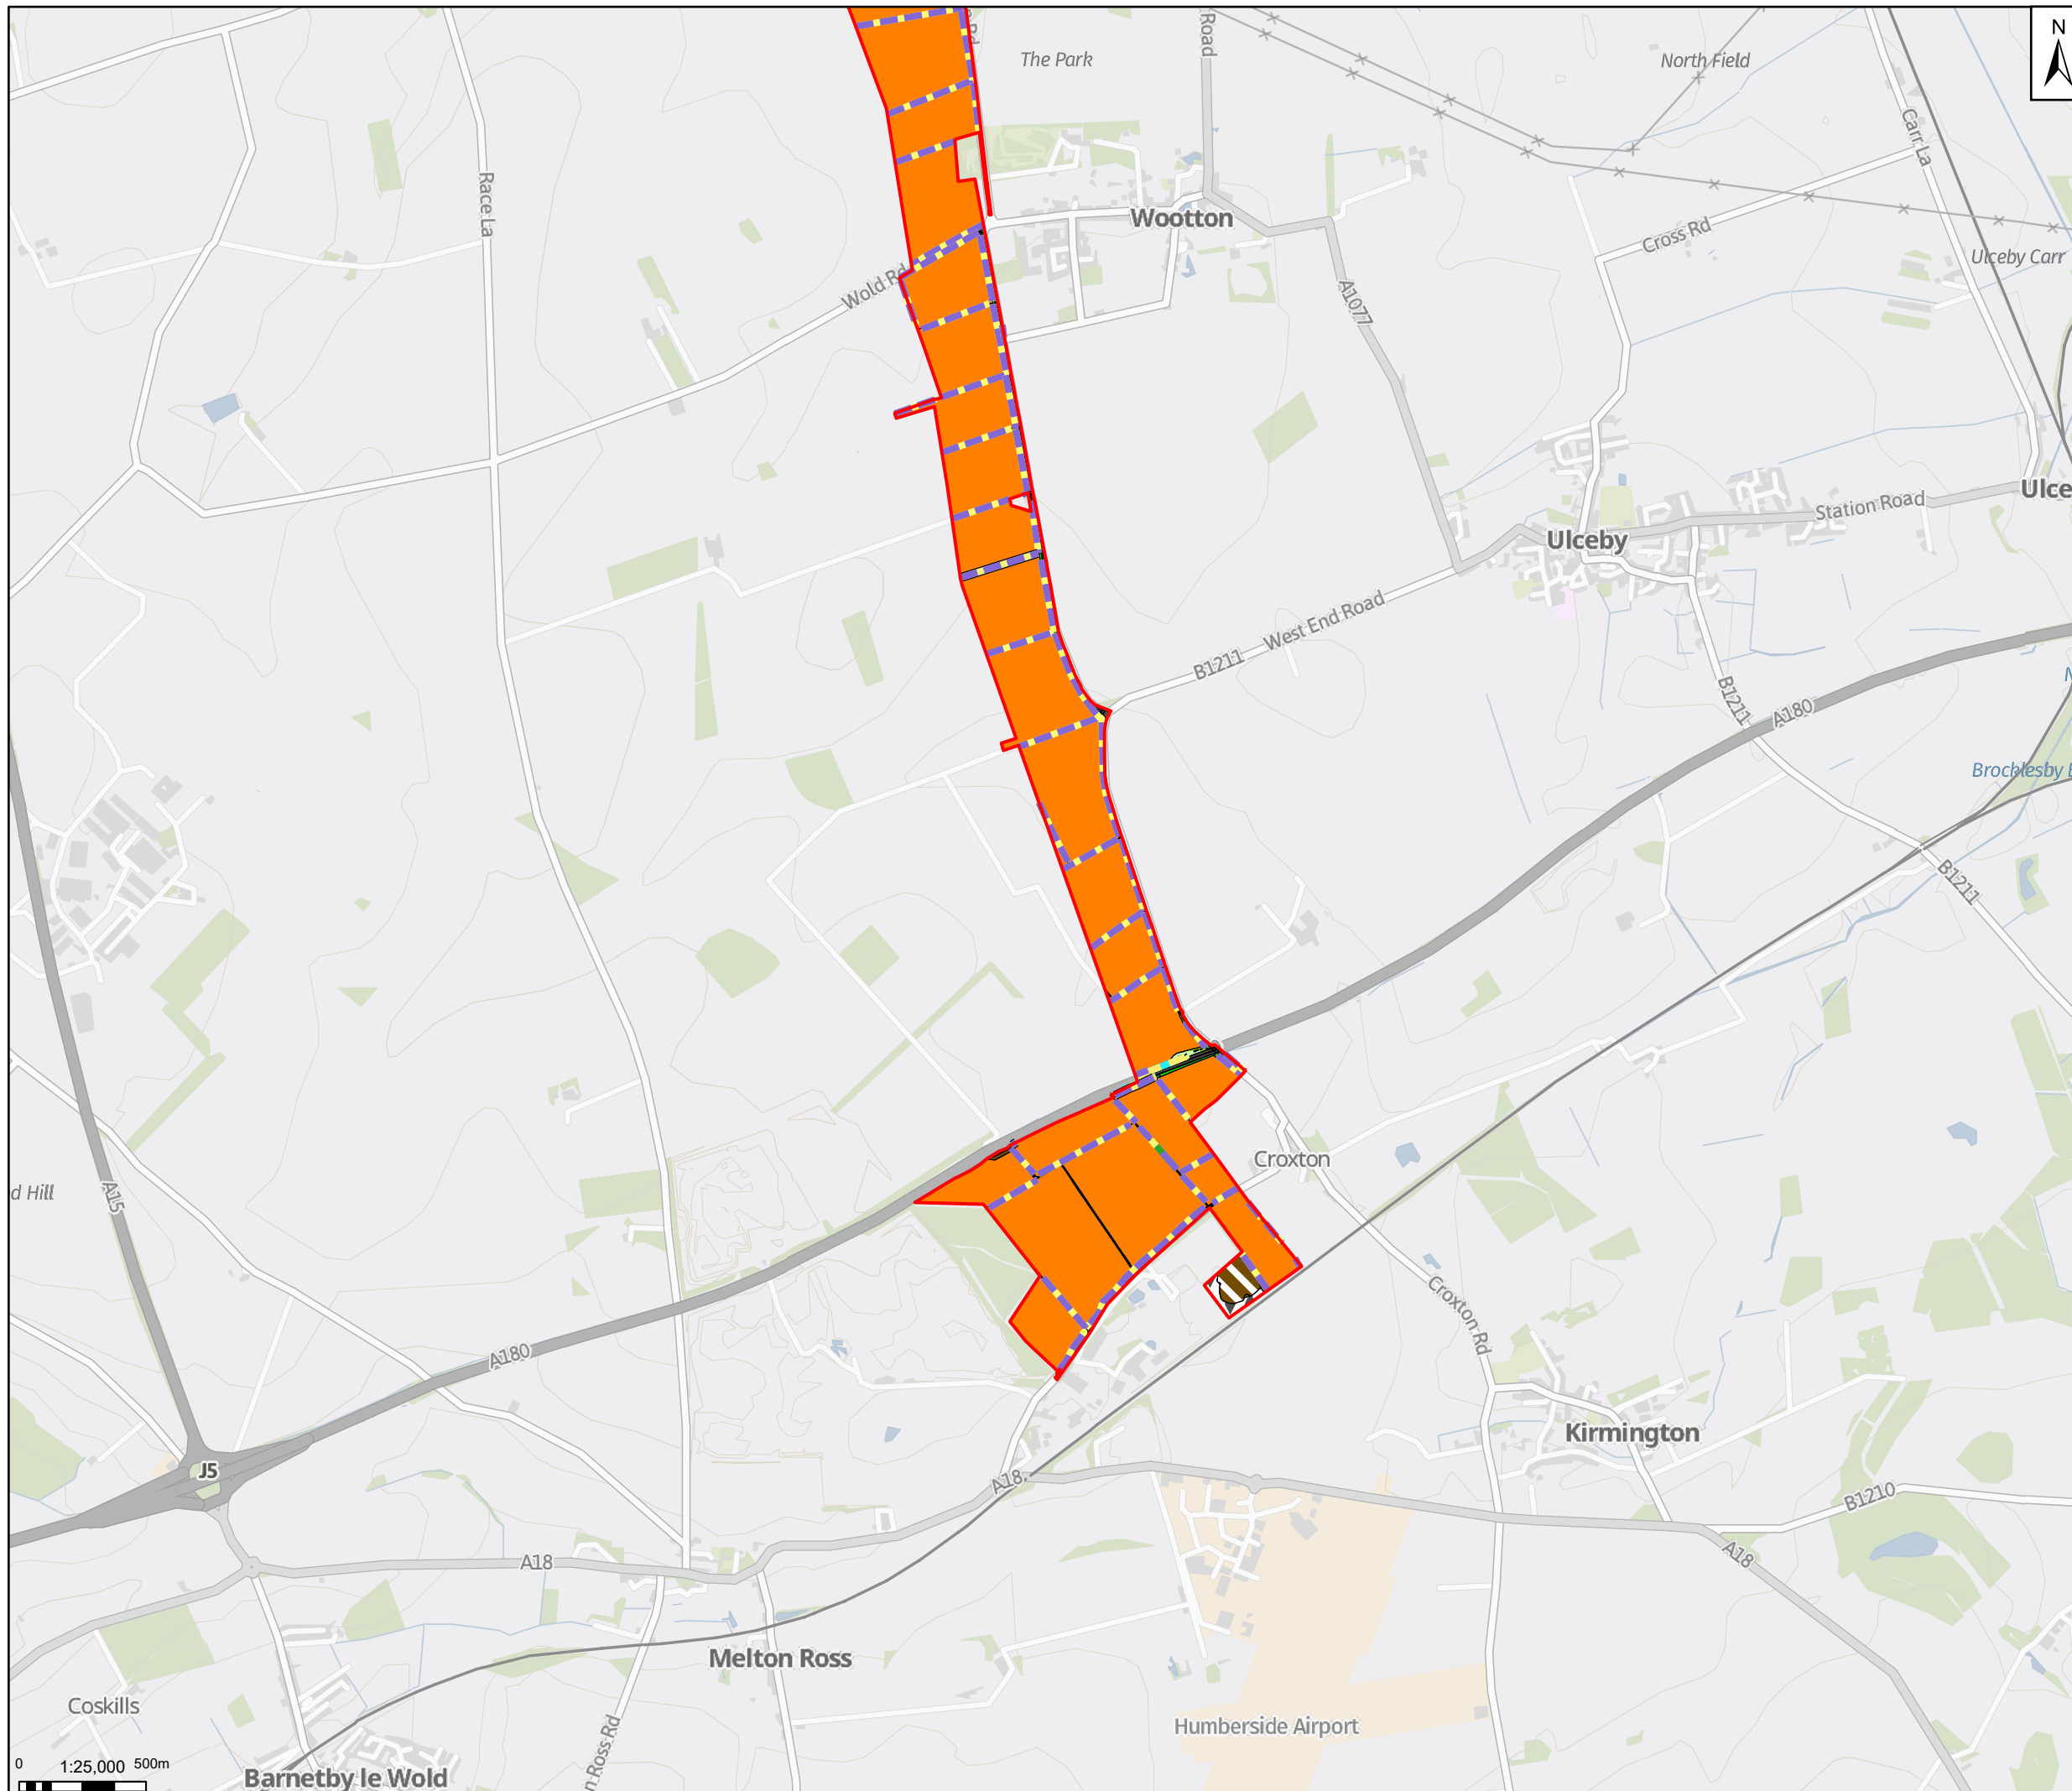 N
Road
Rd
The Park
North Field
Carr La
Race La
Wootton
Cross Rd
Ulceby Carr
Wold Rd
A1077
Ulce
Station Road
Ulceby
West End Road
B1211
B1211
A180
Brocklesby
B1211
Croxton
d Hill
A15
Croxton Rd
A180
Kirmington
J5
A18
B1210
A18
A18
Melton Ross
Coskills
Humberside Airport
n Ross Rd
0 1:25,000 500m
Barnetby le Wold